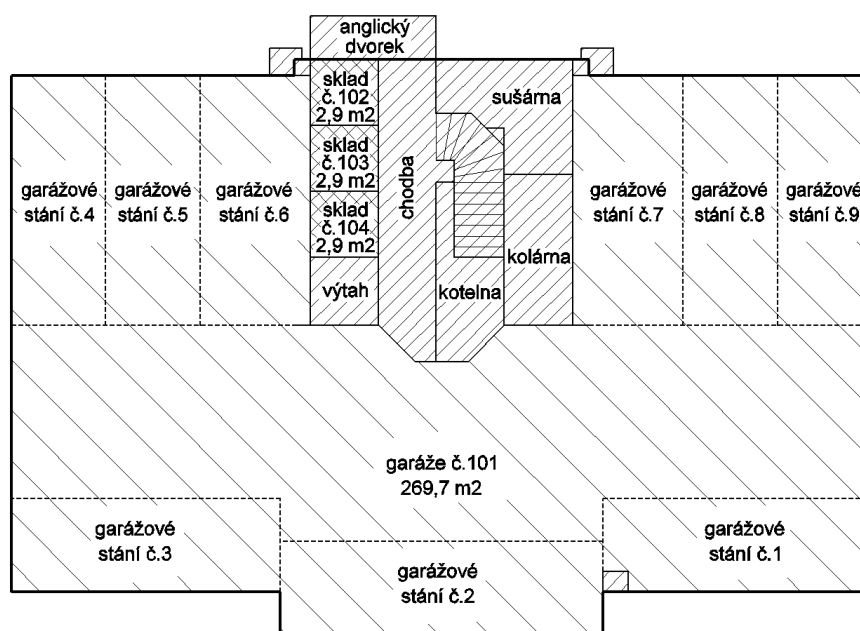 anglický
dvorek
sklad
č.102
2,9 m2
sušárna
sklad
č.103
2,9 m2
chodba
garážové
stání č.4
garážové
stání č.5
garážové
stání č.6
sklad
č.104
2,9 m2
garážové
stání č.7
garážové
stání č.8
garážové
stání č.9
kolárna
výtah
kotelna
garáže č.101
269,7 m2
garážové
stání č.3
garážové
stání č.2
garážové
stání č.1